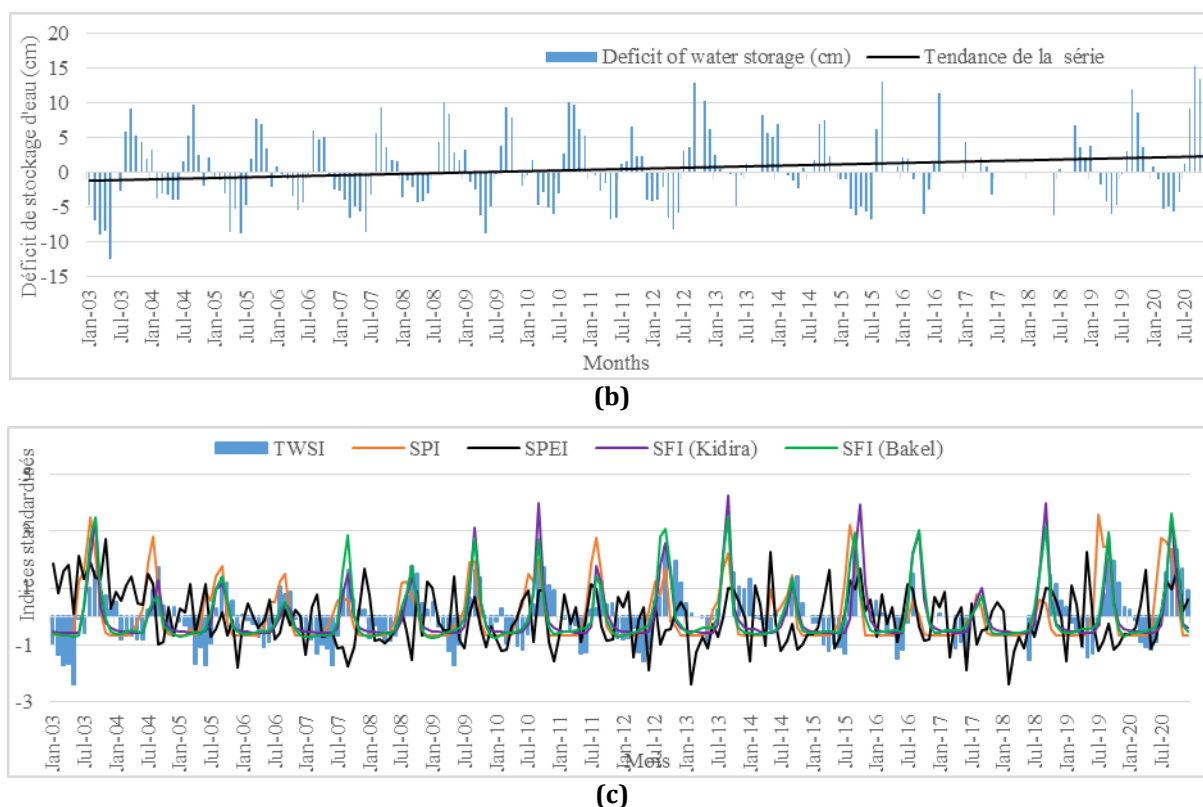 20
15
10
5
0
-5
-10
-15
Déficit de stockage d'eau (cm)
Deficit of water storage (cm)
Tendance de la série
Jan-03
Jul-03
Jan-04
Jul-04
Jan-05
Jul-05
Jan-06
Jul-06
Jan-07
Jul-07
Jan-08
Jul-08
Jan-09
Jul-09
Jan-10
Jul-10
Jan-11
Jul-11
Jan-12
Jul-12
Jan-13
Jul-13
Jan-14
Jul-14
Jan-15
Jul-15
Jan-16
Jul-16
Jan-17
Jul-17
Jan-18
Jul-18
Jan-19
Jul-19
Jan-20
Jul-20
Months
(b)
TWSI
SPI
SPEI
SFI (Kidira)
SFI (Bakel)
Indices standardisés
-1
-3
Jan-03
Jul-03
Jan-04
Jul-04
Jan-05
Jul-05
Jan-06
Jul-06
Jan-07
Jul-07
Jan-08
Jul-08
Jan-09
Jul-09
Jan-10
Jul-10
Jan-11
Jul-11
Jan-12
Jul-12
Jan-13
Jul-13
Jan-14
Jul-14
Jan-15
Jul-15
Jan-16
Jul-16
Jan-17
Jul-17
Jan-18
Jul-18
Jan-19
Jul-19
Jan-20
Jul-20
Mois
(c)